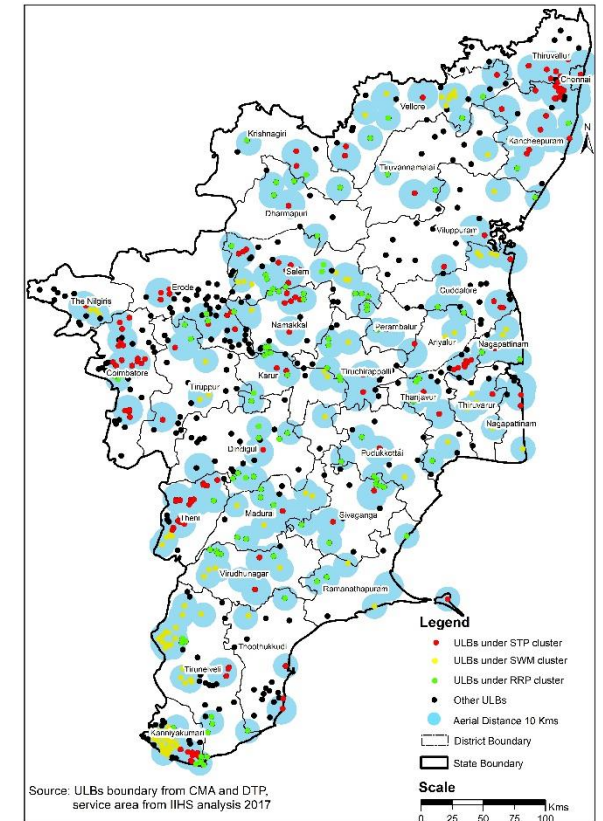 Thiruvallur
Chennai
Vellore
N
Krishnagiri
Kancheepuram
Tiruvannamalai
Dharmapuri
Viluppuram
Salem
The Nilgiris
Erode
Cuddalore
Namakkal
Perambalur
Ariyalur
Nagapattinam
Coimbatore
Karur
Tiruchirappalli
Tiruppur
Thanjavur
Thiruvarur
Nagapattinam
Dindigul
Pudukkottai
Theni
Madurai
Sivaganga
Virudhunagar
Ramanathapuram
Thoothukkudi
Tirunelveli
Kanniyakumari
Legend
ULBs under STP cluster
ULBs under SWM cluster
ULBs under RRP cluster
Other ULBs
Aerial Distance 10 Kms
District Boundary
State Boundary
Source: ULBs boundary from CMA and DTP,
service area from IIHS analysis 2017
Scale
Kms
0 25 50 75 100